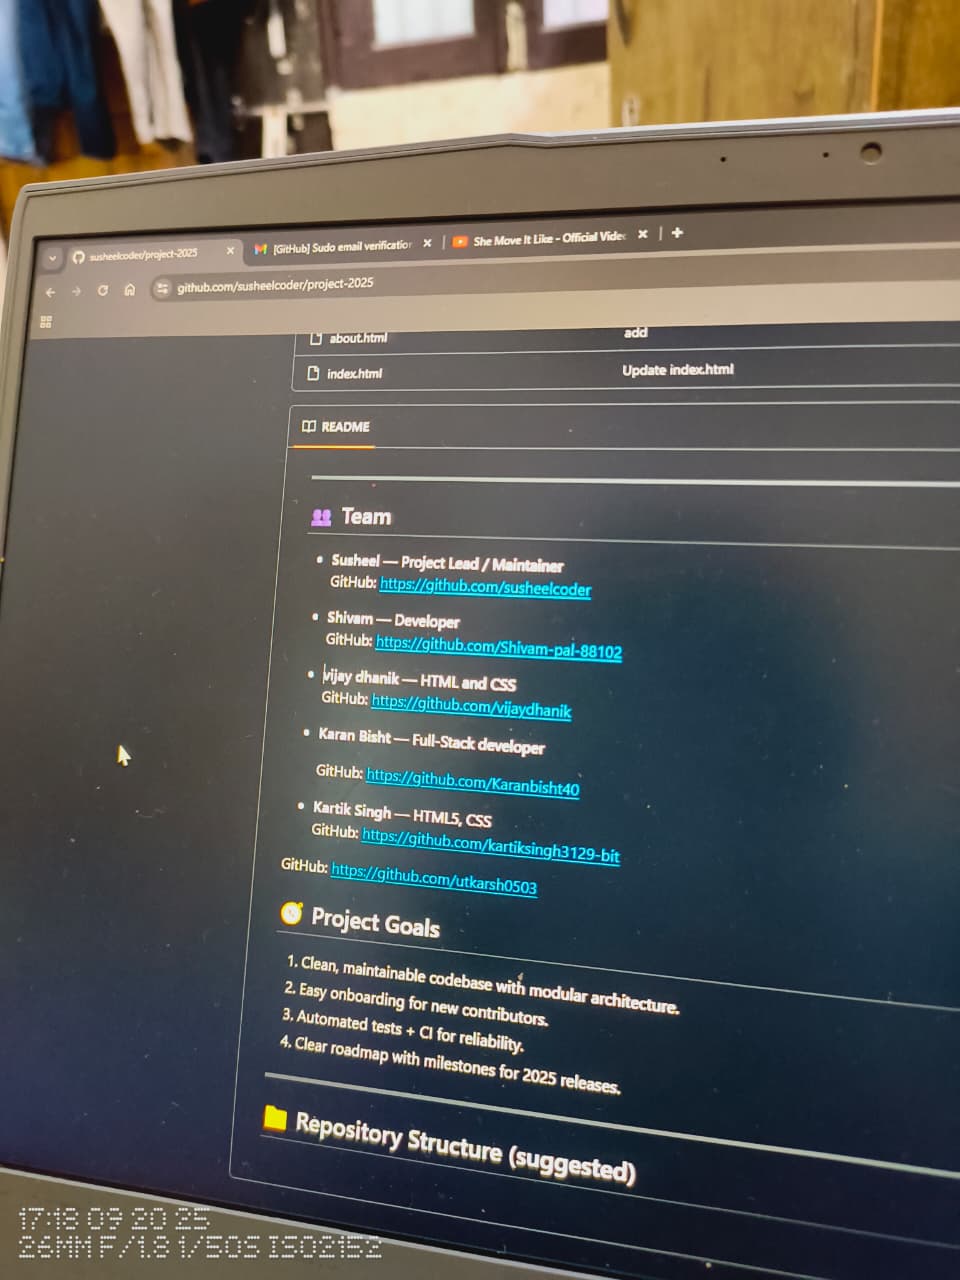 susheelcoder/project-2025
[GitHub] Sudo email verificatior
She Move It Like - Official Vide
github.com/susheelcoder/project-2025
about.html add
index.html Update index.html
README
Team
Susheel — Project Lead / Maintainer
GitHub: https://github.com/susheelcoder
Shivam — Developer
GitHub: https://github.com/Shivam-pal-88102
vijay dhanik — HTML and CSS
GitHub: https://github.com/vijaydhanik
Karan Bisht — Full-Stack developer
GitHub: https://github.com/Karanbisht40
Kartik Singh — HTML5, CSS
GitHub: https://github.com/kartiksingh3129-bit
GitHub: https://github.com/utkarsh0503
Project Goals
1. Clean, maintainable codebase with modular architecture.
2. Easy onboarding for new contributors.
3. Automated tests + CI for reliability.
4. Clear roadmap with milestones for 2025 releases.
Repository Structure (suggested)
17:18 09 20 25
26MM F/1.8 1/50S ISO2152